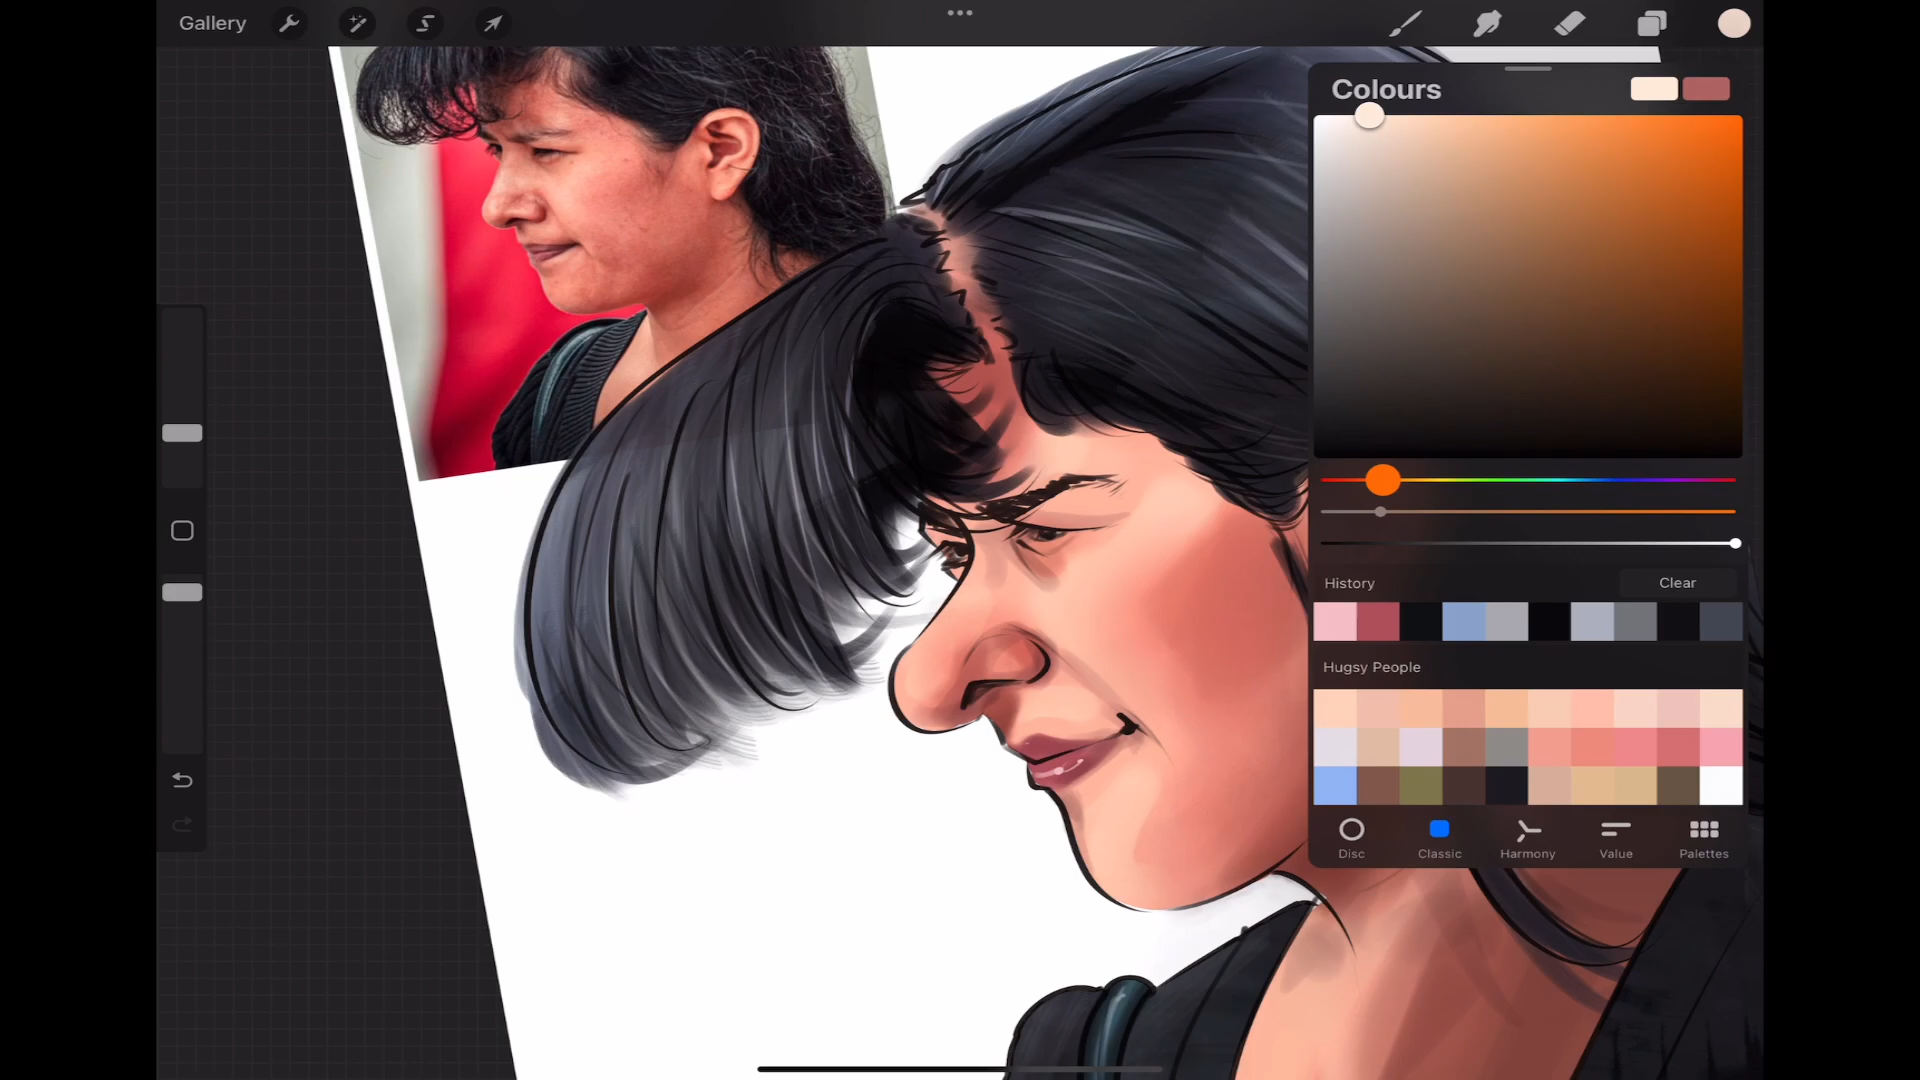 Gallery
Colours
History
Clear
Hugsy People
Disc
Classic
Harmony
Value
Palettes